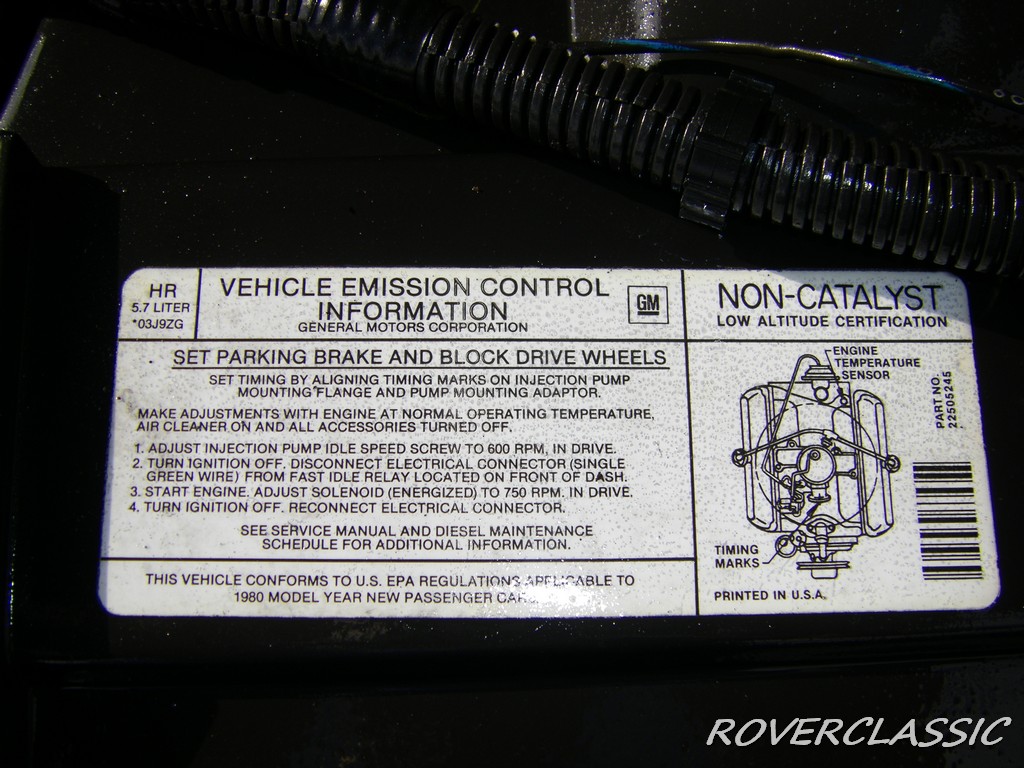 HR
5.7 LITER
*03J9ZG
VEHICLE EMISSION CONTROL
INFORMATION
GENERAL MOTORS CORPORATION
GM
SET PARKING BRAKE AND BLOCK DRIVE WHEELS
SET TIMING BY ALIGNING TIMING MARKS ON INJECTION PUMP
MOUNTING FLANGE AND PUMP MOUNTING ADAPTOR.
MAKE ADJUSTMENTS WITH ENGINE AT NORMAL OPERATING TEMPERATURE,
AIR CLEANER ON AND ALL ACCESSORIES TURNED OFF.
1. ADJUST INJECTION PUMP IDLE SPEED SCREW TO 600 RPM, IN DRIVE.
2. TURN IGNITION OFF. DISCONNECT ELECTRICAL CONNECTOR (SINGLE
GREEN WIRE) FROM FAST IDLE RELAY LOCATED ON FRONT OF DASH.
3. START ENGINE. ADJUST SOLENOID (ENERGIZED) TO 750 RPM. IN DRIVE.
4. TURN IGNITION OFF. RECONNECT ELECTRICAL CONNECTOR.
SEE SERVICE MANUAL AND DIESEL MAINTENANCE
SCHEDULE FOR ADDITIONAL INFORMATION.
THIS VEHICLE CONFORMS TO U.S. EPA REGULATIONS APPLICABLE TO
1980 MODEL YEAR NEW PASSENGER
NON-CATALYST
LOW ALTITUDE CERTIFICATION
ENGINE
TEMPERATURE
SENSOR
PART NO.
22505245
TIMING
MARKS
PRINTED IN U.S.A.
ROVERCLASSIC